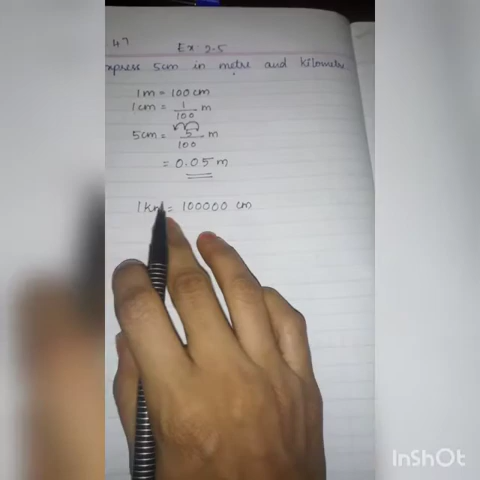 47 Ex 2.5
5cm in metre and kilometre
1m = 100 cm
1cm = 1/100 m
5cm = 5/100 m
= 0.05 m
1km = 100000 cm
InShOt